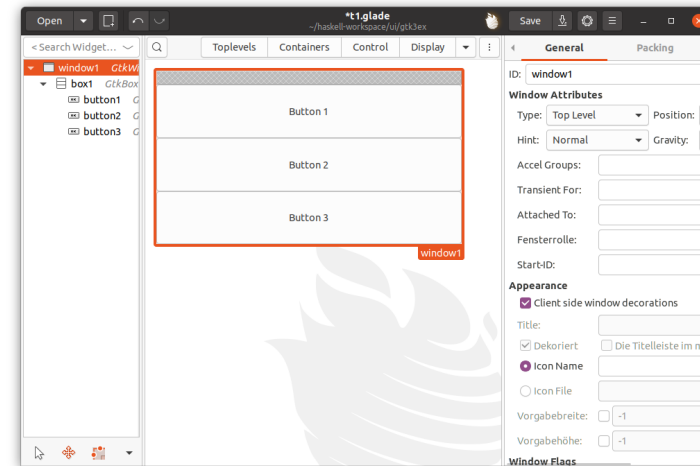 Open
*t1.glade
~/haskell-workspace/ui/gtk3ex
Save
< Search Widget...
Toplevels Containers Control Display
General Packing
window1 GtkWi
box1 GtkBox
button1 G
button2 G
button3 G
Button 1
Button 2
Button 3
window1
ID: window1
Window Attributes
Type: Top Level Position:
Hint: Normal Gravity:
Accel Groups:
Transient For:
Attached To:
Fensterrolle:
Start-ID:
Appearance
Client side window decorations
Title:
Dekoriert Die Titelleiste im m
Icon Name
Icon File
Vorgabebreite: -1
Vorgabehöhe: -1
Window Flags